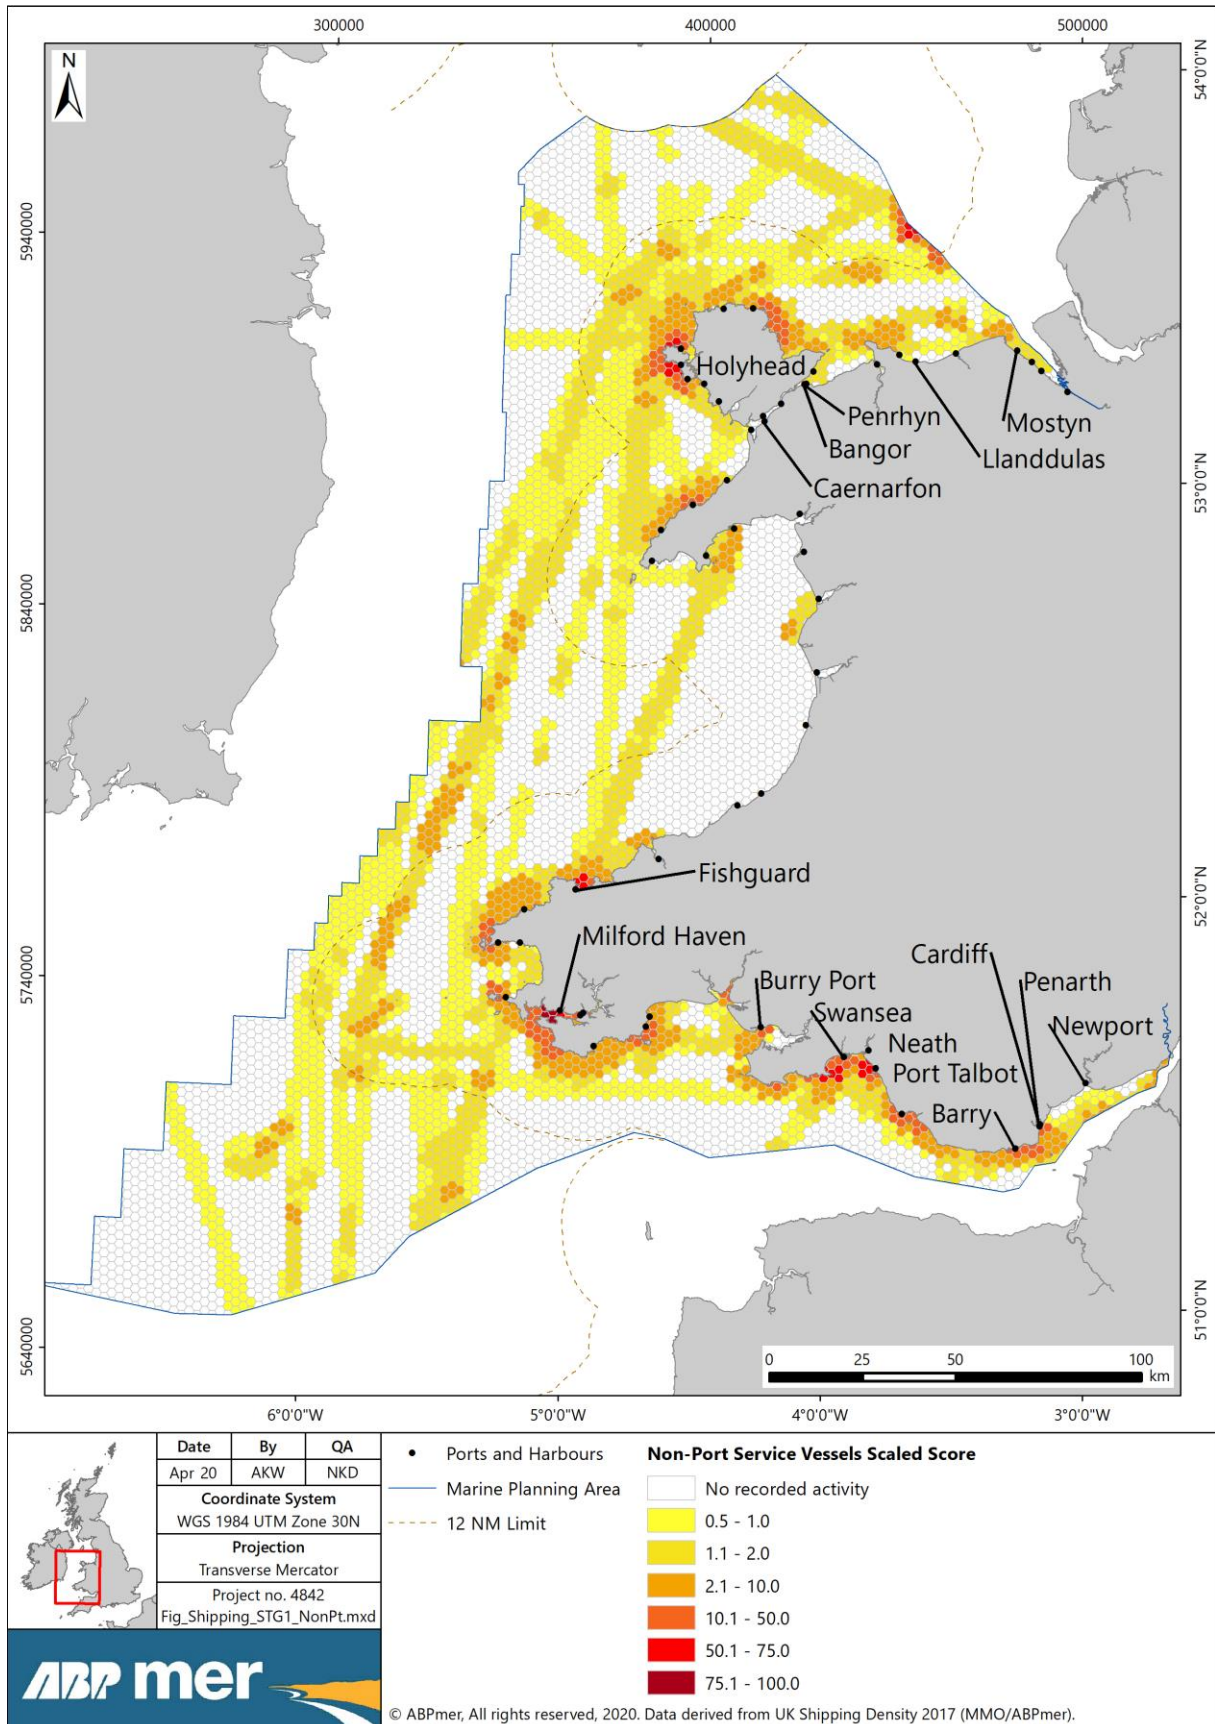 300000 400000 500000
N
54°0'0"N
5940000
Holyhead
Penrhyn
Mostyn
Bangor
Llanddulas
Caernarfon
53°0'0"N
5840000
Fishguard
52°0'0"N
Milford Haven
Cardiff
Burry Port
Penarth
5740000
Swansea
Newport
Neath
Port Talbot
Barry
51°0'0"N
5640000
0 25 50 100
km
6°0'0"W 5°0'0"W 4°0'0"W 3°0'0"W
Date By QA
Apr 20 AKW NKD
Coordinate System
WGS 1984 UTM Zone 30N
Projection
Transverse Mercator
Project no. 4842
Fig_Shipping_STG1_NonPt.mxd
ABP mer
Ports and Harbours
Marine Planning Area
12 NM Limit
Non-Port Service Vessels Scaled Score
No recorded activity
0.5 - 1.0
1.1 - 2.0
2.1 - 10.0
10.1 - 50.0
50.1 - 75.0
75.1 - 100.0
© ABPmer, All rights reserved, 2020. Data derived from UK Shipping Density 2017 (MMO/ABPmer).